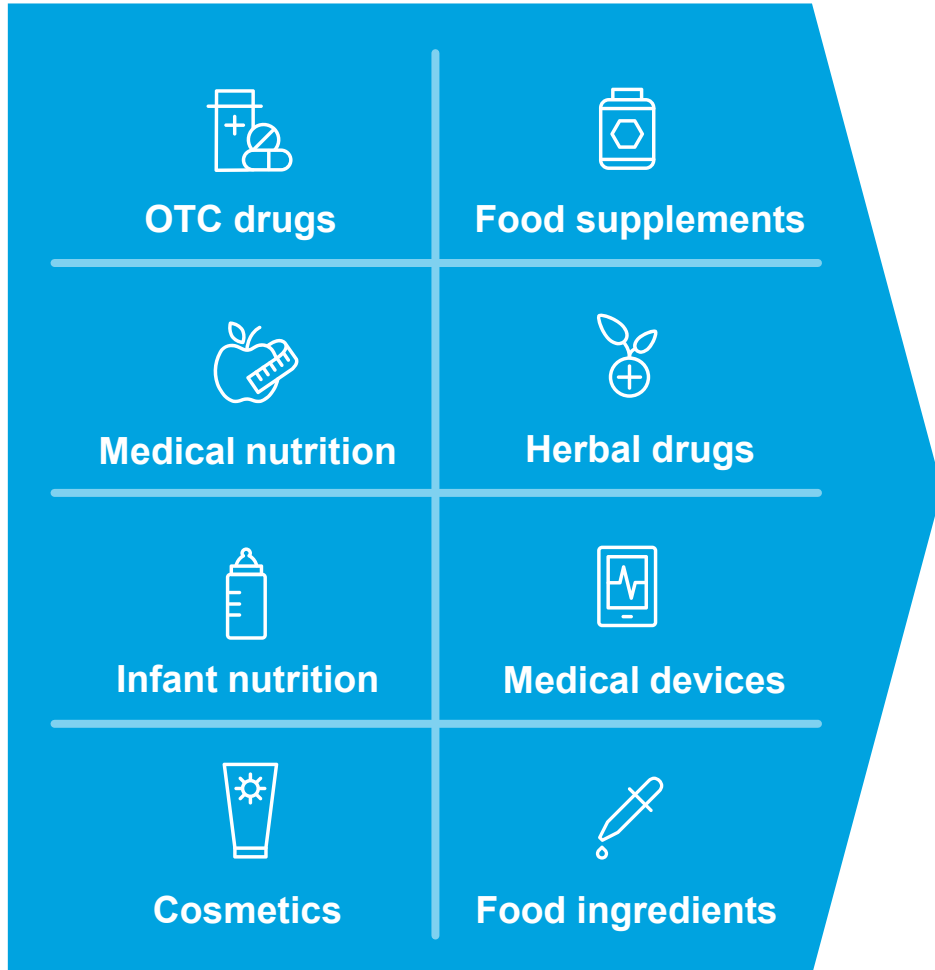 OTC drugs
Food supplements
Medical nutrition
Herbal drugs
Infant nutrition
Medical devices
Cosmetics
Food ingredients